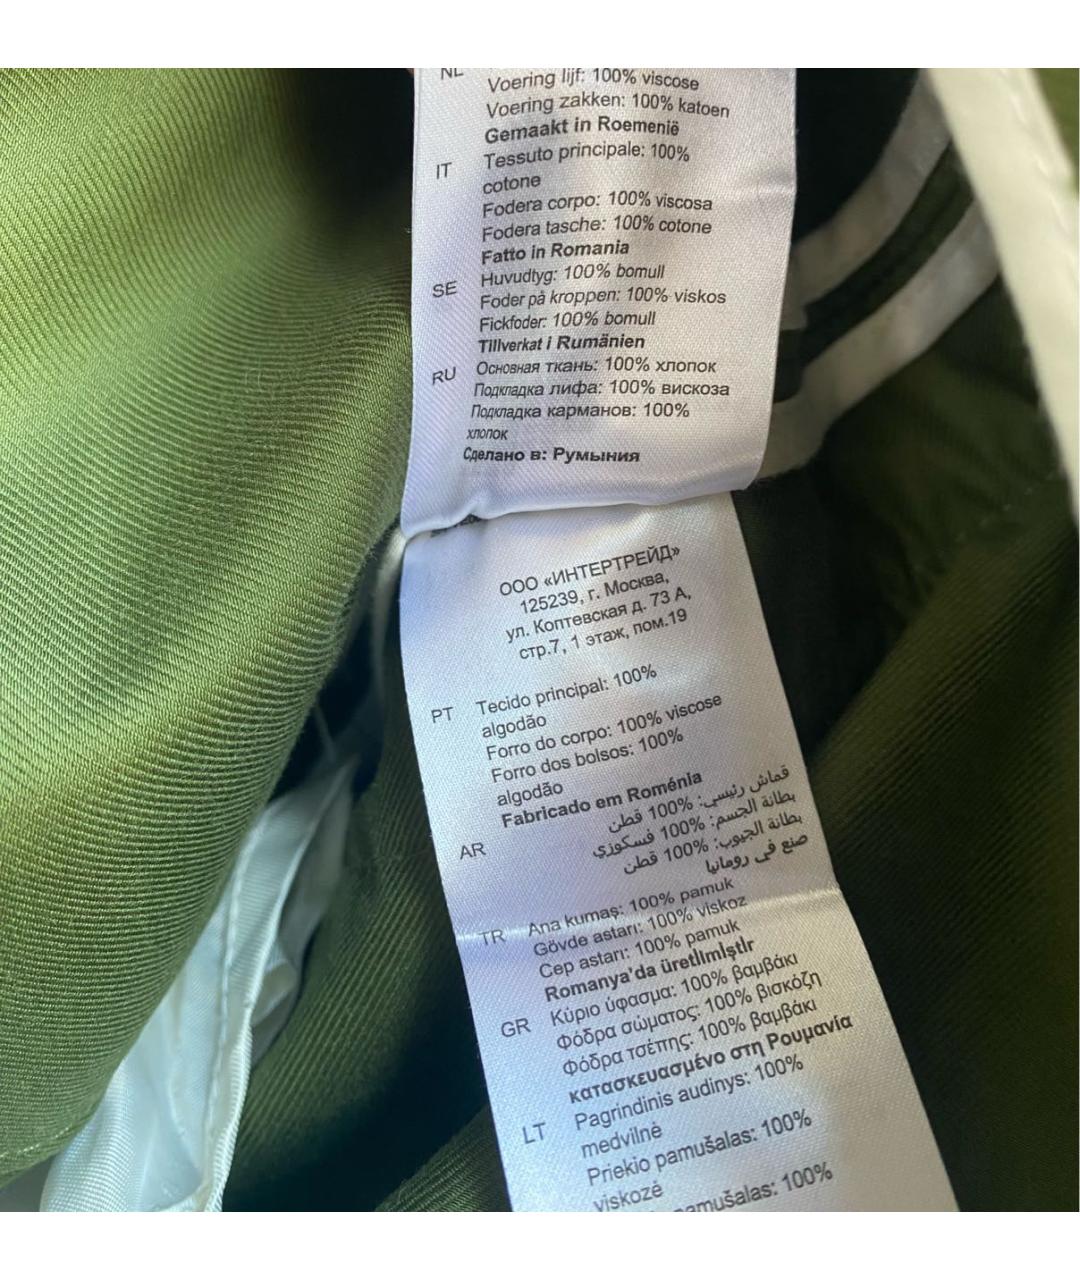 NL
Voering lijf: 100% viscose
Voering zakken: 100% katoen
Gemaakt in Roemenië
IT Tessuto principale: 100%
cotone
Fodera corpo: 100% viscosa
Fodera tasche: 100% cotone
Fatto in Romania
SE Huvudtyg: 100% bomull
Foder på kroppen: 100% viskos
Fickfoder: 100% bomull
Tillverkat i Rumänien
RU Основная ткань: 100% хлопок
Подкладка лифа: 100% вискоза
Подкладка карманов: 100%
хлопок
Сделано в: Румыния
ООО «ИНТЕРТРЕЙД»
125239, г. Москва,
ул. Коптевская д. 73 А,
стр.7, 1 этаж, пом.19
PT Tecido principal: 100%
algodão
Forro do corpo: 100% viscose
Forro dos bolsos: 100%
algodão
Fabricado em Roménia
AR قماش رئيسي: 100% قطن
بطانة الجسم: 100% فسكوزي
بطانة الجيوب: 100% قطن
صنع في رومانيا
TR Ana kumaş: 100% pamuk
Gövde astarı: 100% viskoz
Cep astarı: 100% pamuk
Romanya'da üretİlmİştİr
GR Κύριο ύφασμα: 100% βαμβάκι
Φόδρα σώματος: 100% βισκόζη
Φόδρα τσέπης: 100% βαμβάκι
κατασκευασμένο στη Ρουμανία
LT Pagrindinis audinys: 100%
medvilnė
Priekio pamušalas: 100%
viskozė
pamušalas: 100%